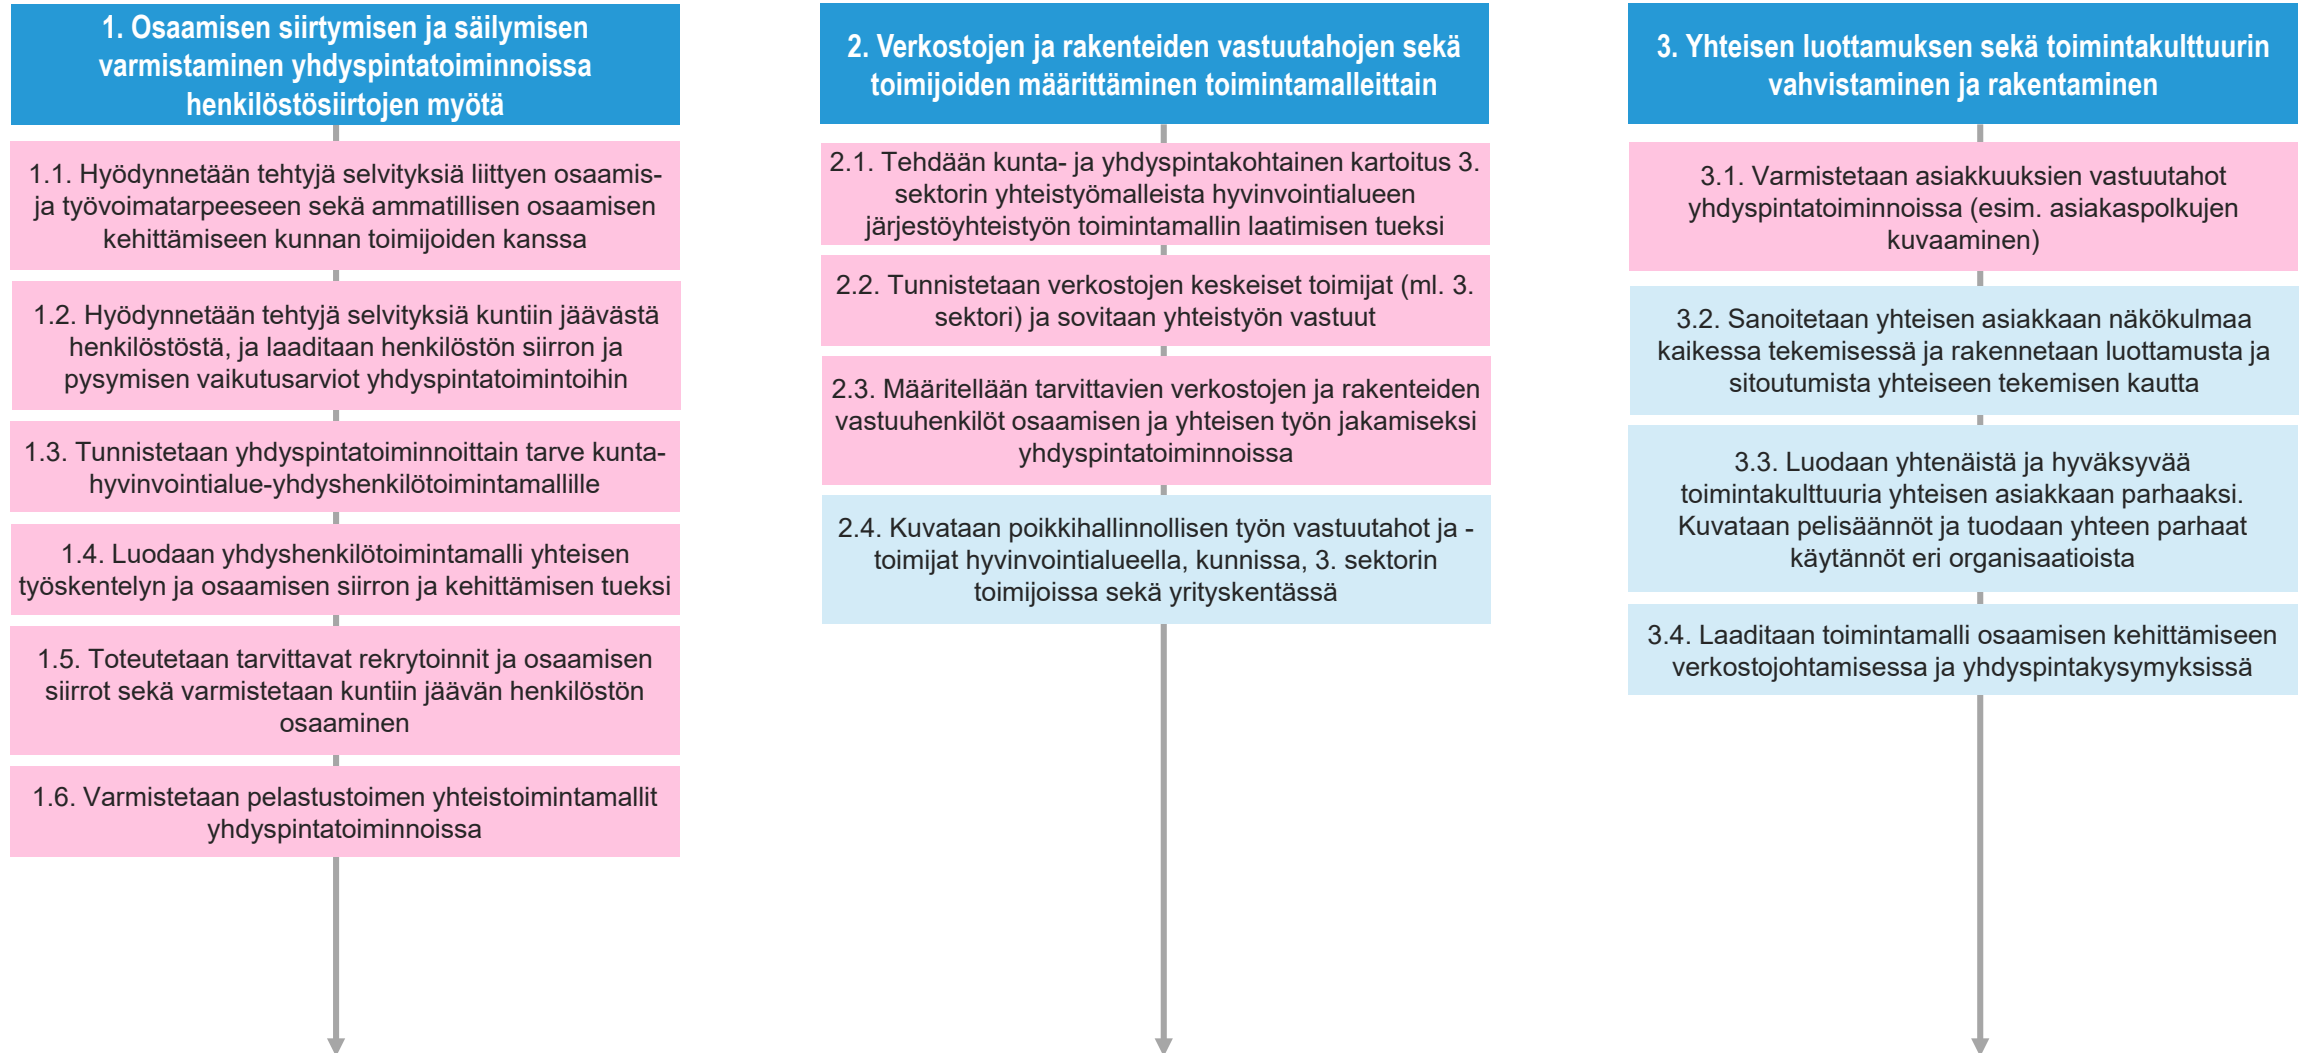 1. Osaamisen siirtymisen ja säilymisen
varmistaminen yhdyspintatoiminnoissa
henkilöstösiirtojen myötä
1.1. Hyödynnetään tehtyjä selvityksiä liittyen osaamis-
ja työvoimatarpeeseen sekä ammatillisen osaamisen
kehittämiseen kunnan toimijoiden kanssa
1.2. Hyödynnetään tehtyjä selvityksiä kuntiin jäävästä
henkilöstöstä, ja laaditaan henkilöstön siirron ja
pysymisen vaikutusarviot yhdyspintatoimintoihin
1.3. Tunnistetaan yhdyspintatoiminnoittain tarve kunta-
hyvinvointialue-yhdyshenkilötoimintamallille
1.4. Luodaan yhdyshenkilötoimintamalli yhteisen
työskentelyn ja osaamisen siirron ja kehittämisen tueksi
1.5. Toteutetaan tarvittavat rekrytoinnit ja osaamisen
siirrot sekä varmistetaan kuntiin jäävän henkilöstön
osaaminen
1.6. Varmistetaan pelastustoimen yhteistoimintamallit
yhdyspintatoiminnoissa
2. Verkostojen ja rakenteiden vastuutahojen sekä
toimijoiden määrittäminen toimintamalleittain
2.1. Tehdään kunta- ja yhdyspintakohtainen kartoitus 3.
sektorin yhteistyömalleista hyvinvointialueen
järjestöyhteistyön toimintamallin laatimisen tueksi
2.2. Tunnistetaan verkostojen keskeiset toimijat (ml. 3.
sektori) ja sovitaan yhteistyön vastuut
2.3. Määritellään tarvittavien verkostojen ja rakenteiden
vastuuhenkilöt osaamisen ja yhteisen työn jakamiseksi
yhdyspintatoiminnoissa
2.4. Kuvataan poikkihallinnollisen työn vastuutahot ja -
toimijat hyvinvointialueella, kunnissa, 3. sektorin
toimijoissa sekä yrityskentässä
3. Yhteisen luottamuksen sekä toimintakulttuurin
vahvistaminen ja rakentaminen
3.1. Varmistetaan asiakkuuksien vastuutahot
yhdyspintatoiminnoissa (esim. asiakaspolkujen
kuvaaminen)
3.2. Sanoitetaan yhteisen asiakkaan näkökulmaa
kaikessa tekemisessä ja rakennetaan luottamusta ja
sitoutumista yhteiseen tekemisen kautta
3.3. Luodaan yhtenäistä ja hyväksyvää
toimintakulttuuria yhteisen asiakkaan parhaaksi.
Kuvataan pelisäännöt ja tuodaan yhteen parhaat
käytännöt eri organisaatioista
3.4. Laaditaan toimintamalli osaamisen kehittämiseen
verkostojohtamisessa ja yhdyspintakysymyksissä